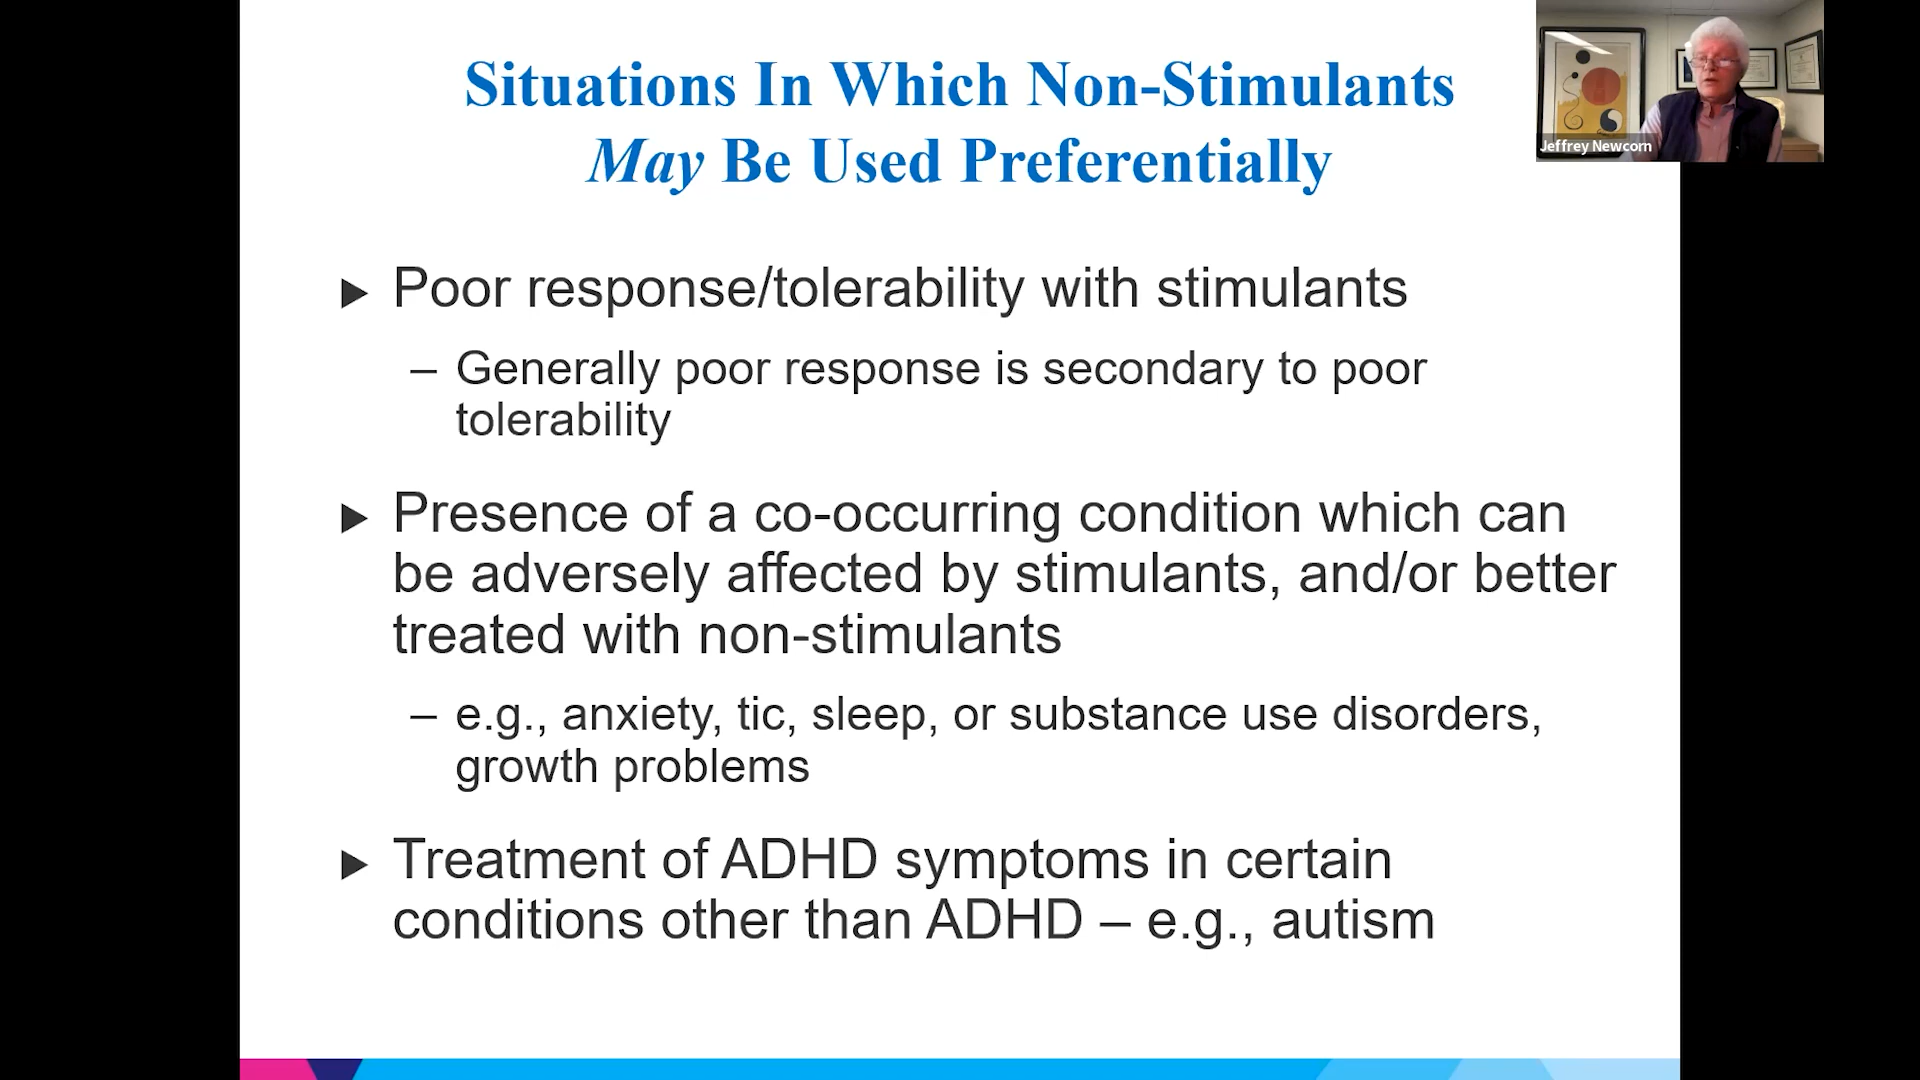 Situations In Which Non-Stimulants
May Be Used Preferentially
Jeffrey Newcorn
Poor response/tolerability with stimulants
– Generally poor response is secondary to poor
tolerability
Presence of a co-occurring condition which can
be adversely affected by stimulants, and/or better
treated with non-stimulants
– e.g., anxiety, tic, sleep, or substance use disorders,
growth problems
Treatment of ADHD symptoms in certain
conditions other than ADHD – e.g., autism